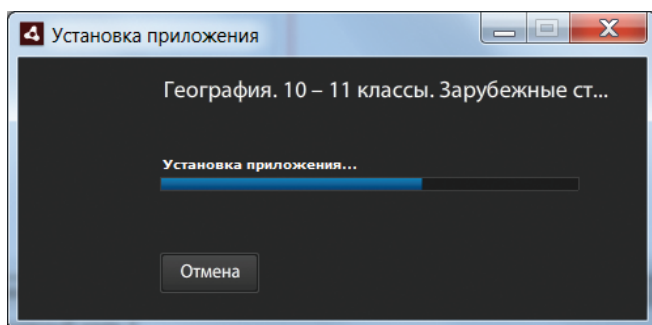 Установка приложения
География. 10 – 11 классы. Зарубежные ст...
Установка приложения...
Отмена